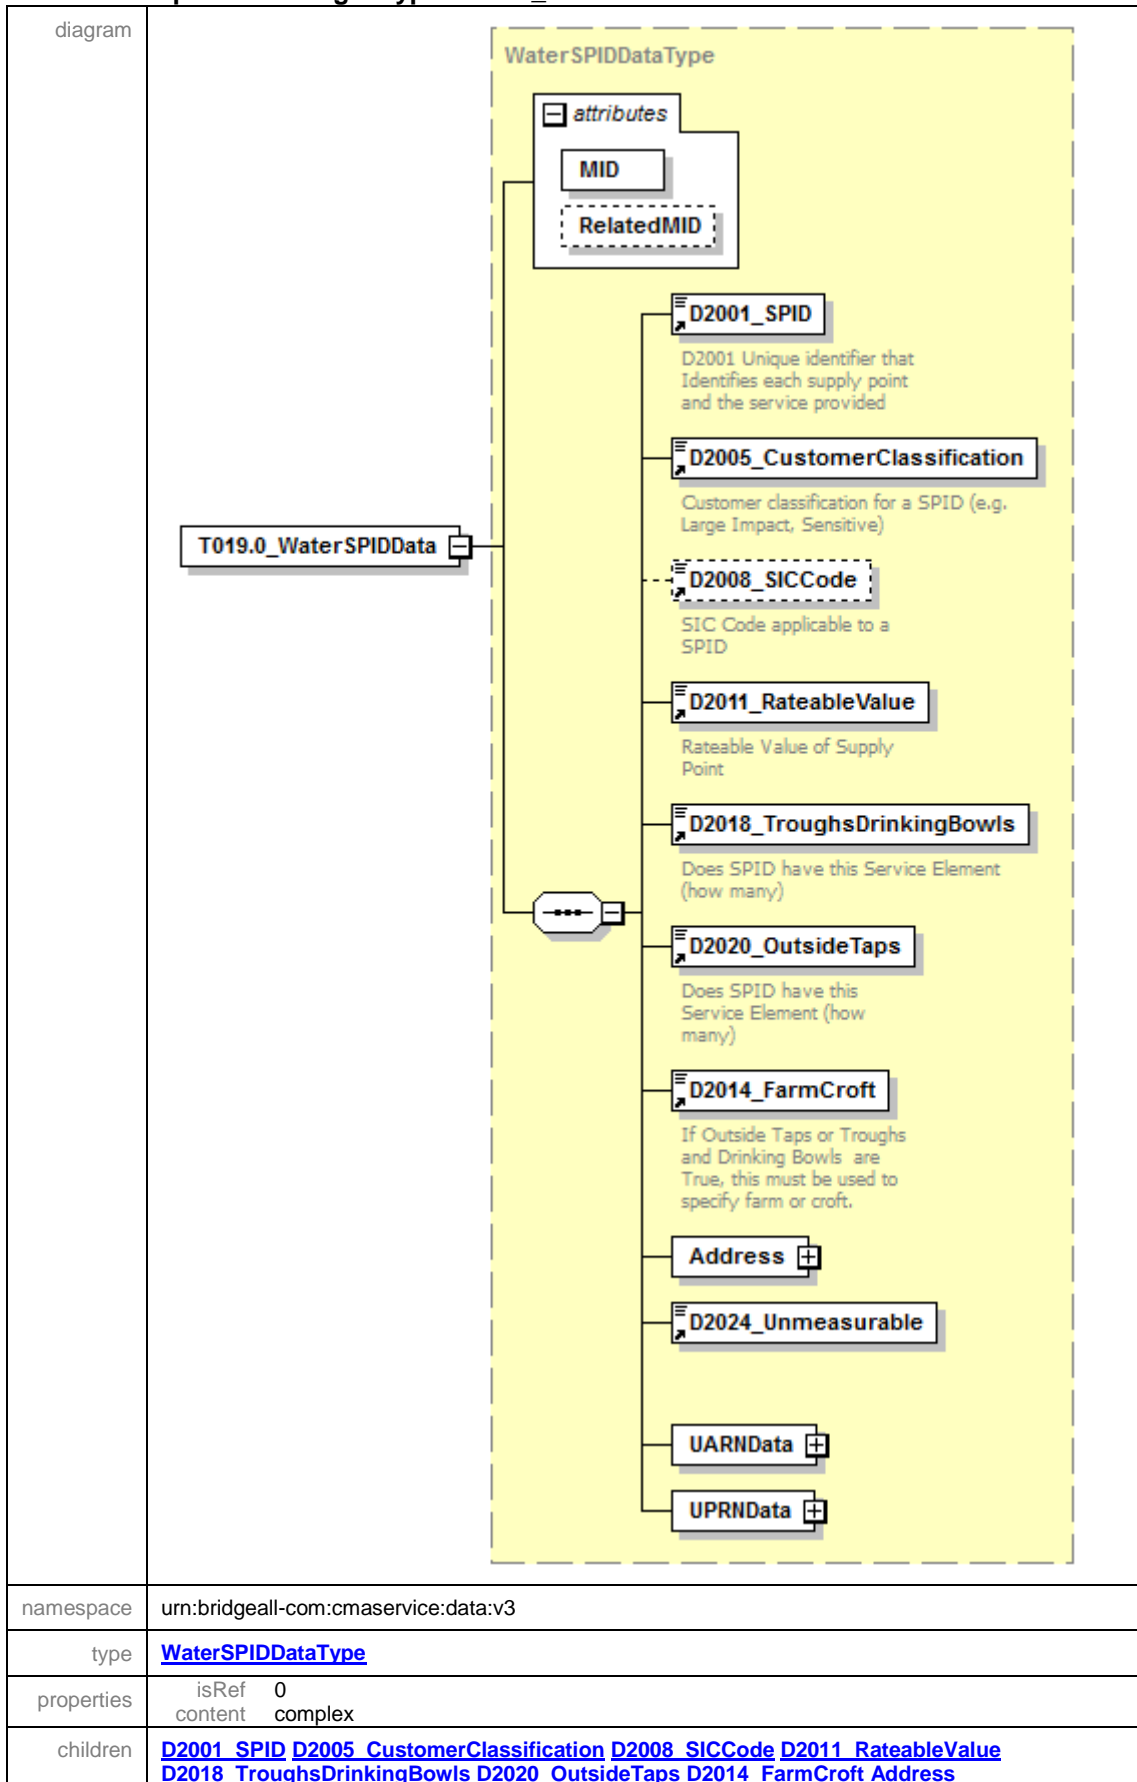 diagram
WaterSPIDDataType
attributes
MID
RelatedMID
D2001_SPID
D2001 Unique identifier that
Identifies each supply point
and the service provided
D2005_CustomerClassification
Customer classification for a SPID (e.g.
Large Impact, Sensitive)
T019.0_WaterSPIDData
D2008_SICCode
SIC Code applicable to a
SPID
D2011_RateableValue
Rateable Value of Supply
Point
D2018_TroughsDrinkingBowls
Does SPID have this Service Element
(how many)
D2020_OutsideTaps
Does SPID have this
Service Element (how
many)
D2014_FarmCroft
If Outside Taps or Troughs
and Drinking Bowls are
True, this must be used to
specify farm or croft.
Address
D2024_Unmeasurable
UARNData
UPRNData
namespace urn:bridgeall-com:cmaservice:data:v3
type WaterSPIDDataType
properties isRef 0
content complex
children D2001_SPID D2005_CustomerClassification D2008_SICCode D2011_RateableValue
D2018_TroughsDrinkingBowls D2020_OutsideTaps D2014_FarmCroft Address